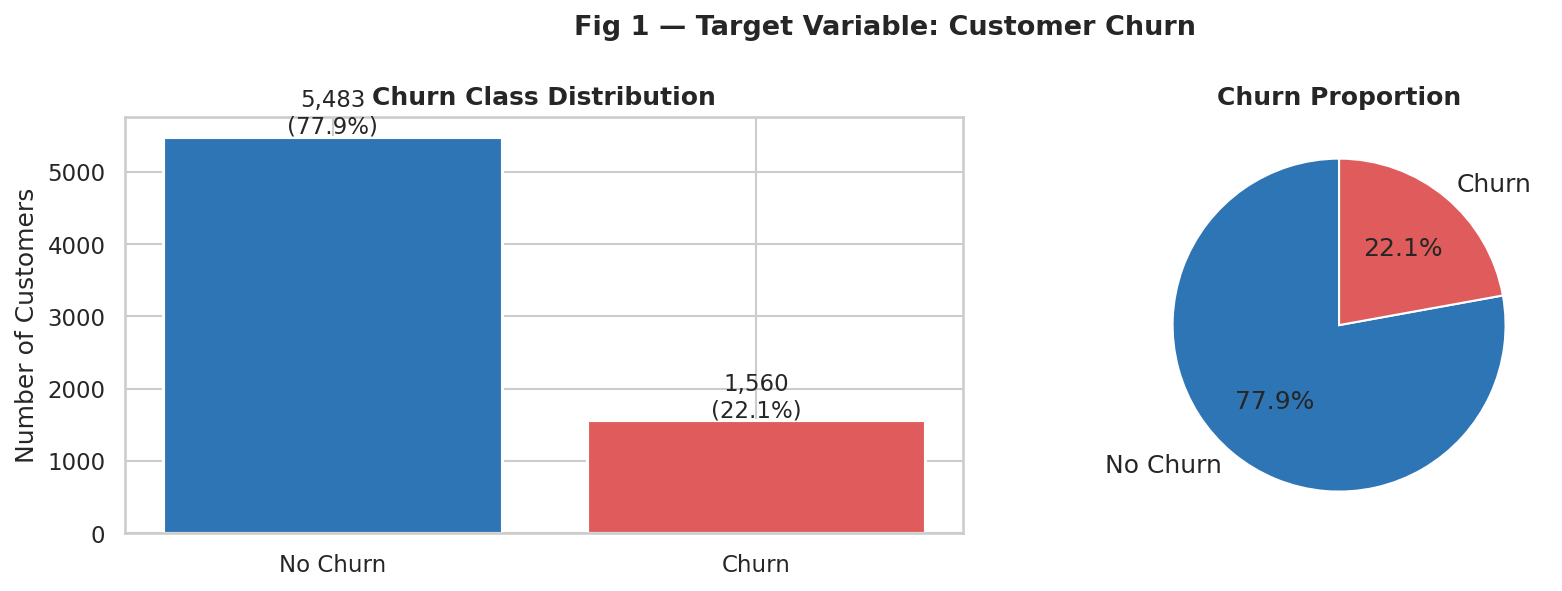 Fig 1 — Target Variable: Customer Churn
Churn Class Distribution
5,483
(77.9%)
1,560
(22.1%)
Number of Customers
5000
4000
3000
2000
1000
0
No Churn
Churn
Churn Proportion
Churn
22.1%
77.9%
No Churn